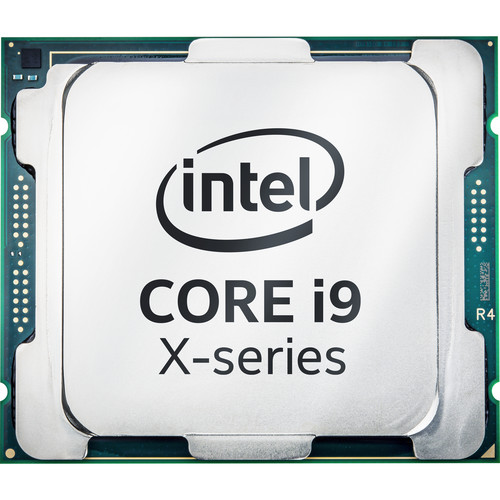 intel
CORE i9
X-series
R4